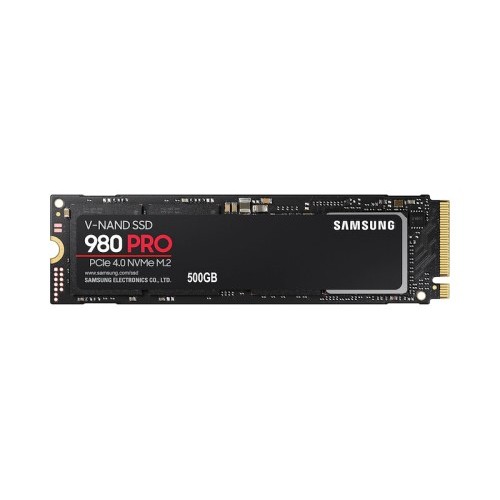 V-NAND SSD
980 PRO
PCIe 4.0 NVMe M.2
www.samsung.com/ssd
SAMSUNG ELECTRONICS CO., LTD.
500GB
SAMSUNG